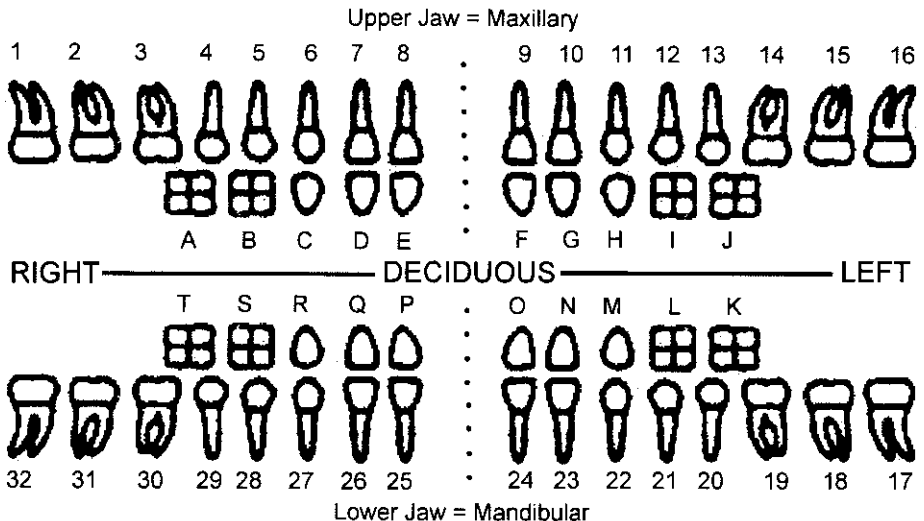 Upper Jaw = Maxillary
1 2 3 4 5 6 7 8 9 10 11 12 13 14 15 16
A B C D E F G H I J
RIGHT DECIDUOUS LEFT
T S R Q P O N M L K
32 31 30 29 28 27 26 25 24 23 22 21 20 19 18 17
Lower Jaw = Mandibular